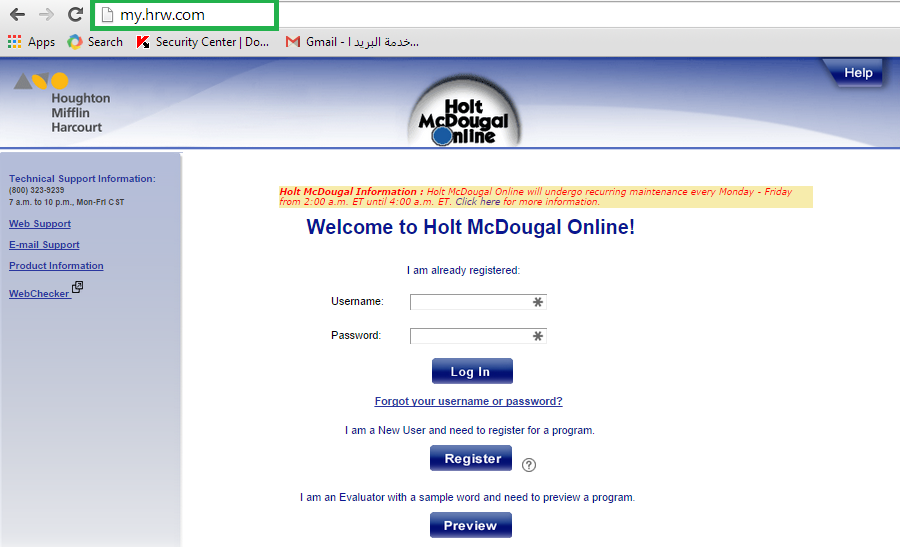 my.hrw.com
Apps Search Security Center | Do... Gmail - خدمة البريد ا...
Houghton
Mifflin
Harcourt
Holt
McDougal
Online
Help
Technical Support Information:
(800) 323-9239
7 a.m. to 10 p.m., Mon-Fri CST
Web Support
E-mail Support
Product Information
WebChecker
Holt McDougal Information : Holt McDougal Online will undergo recurring maintenance every Monday - Friday
from 2:00 a.m. ET until 4:00 a.m. ET. Click here for more information.
Welcome to Holt McDougal Online!
I am already registered:
Username:
Password:
Log In
Forgot your username or password?
I am a New User and need to register for a program.
Register ?
I am an Evaluator with a sample word and need to preview a program.
Preview